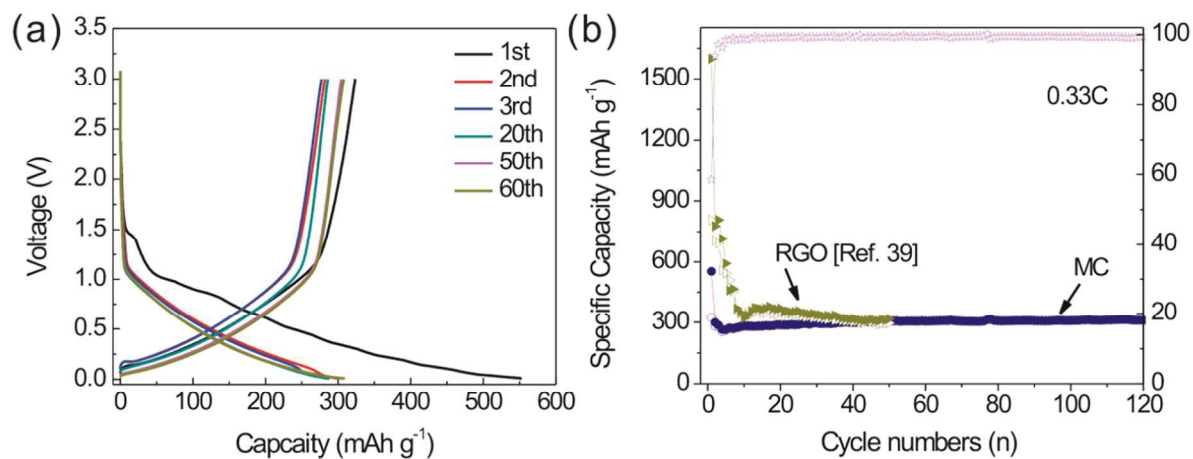 (a)
3.5
3.0
2.5
2.0
1.5
1.0
0.5
0.0
Voltage (V)
1st
2nd
3rd
20th
50th
60th
0 100 200 300 400 500 600
Capcaity (mAh g⁻¹)
(b)
1500
1200
900
600
300
0
Specific Capacity (mAh g⁻¹)
0.33C
RGO [Ref. 39]
MC
100
80
60
40
20
0
0 20 40 60 80 100 120
Cycle numbers (n)